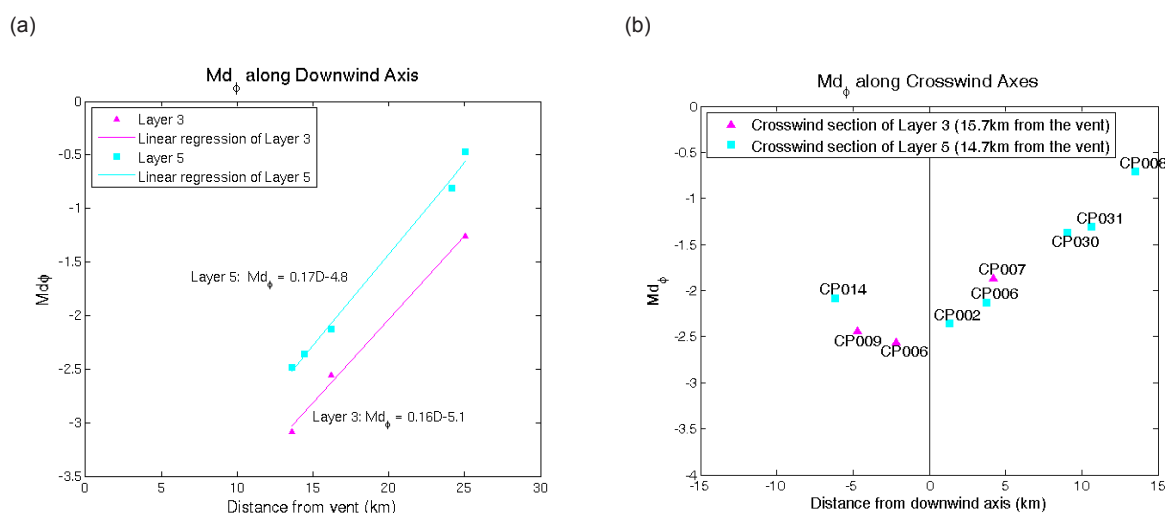 (a)
Md_ϕ along Downwind Axis
Layer 3
Linear regression of Layer 3
Layer 5
Linear regression of Layer 5
Layer 5: Md_ϕ = 0.17D-4.8
Layer 3: Md_ϕ = 0.16D-5.1
Mdϕ
0
-0.5
-1
-1.5
-2
-2.5
-3
-3.5
0 5 10 15 20 25 30
Distance from vent (km)
(b)
Md_ϕ along Crosswind Axes
Crosswind section of Layer 3 (15.7km from the vent)
Crosswind section of Layer 5 (14.7km from the vent)
CP008
CP031
CP030
CP007
CP014
CP006
CP002
CP009
CP006
Md_ϕ
0
-0.5
-1
-1.5
-2
-2.5
-3
-3.5
-4
-15 -10 -5 0 5 10 15
Distance from downwind axis (km)